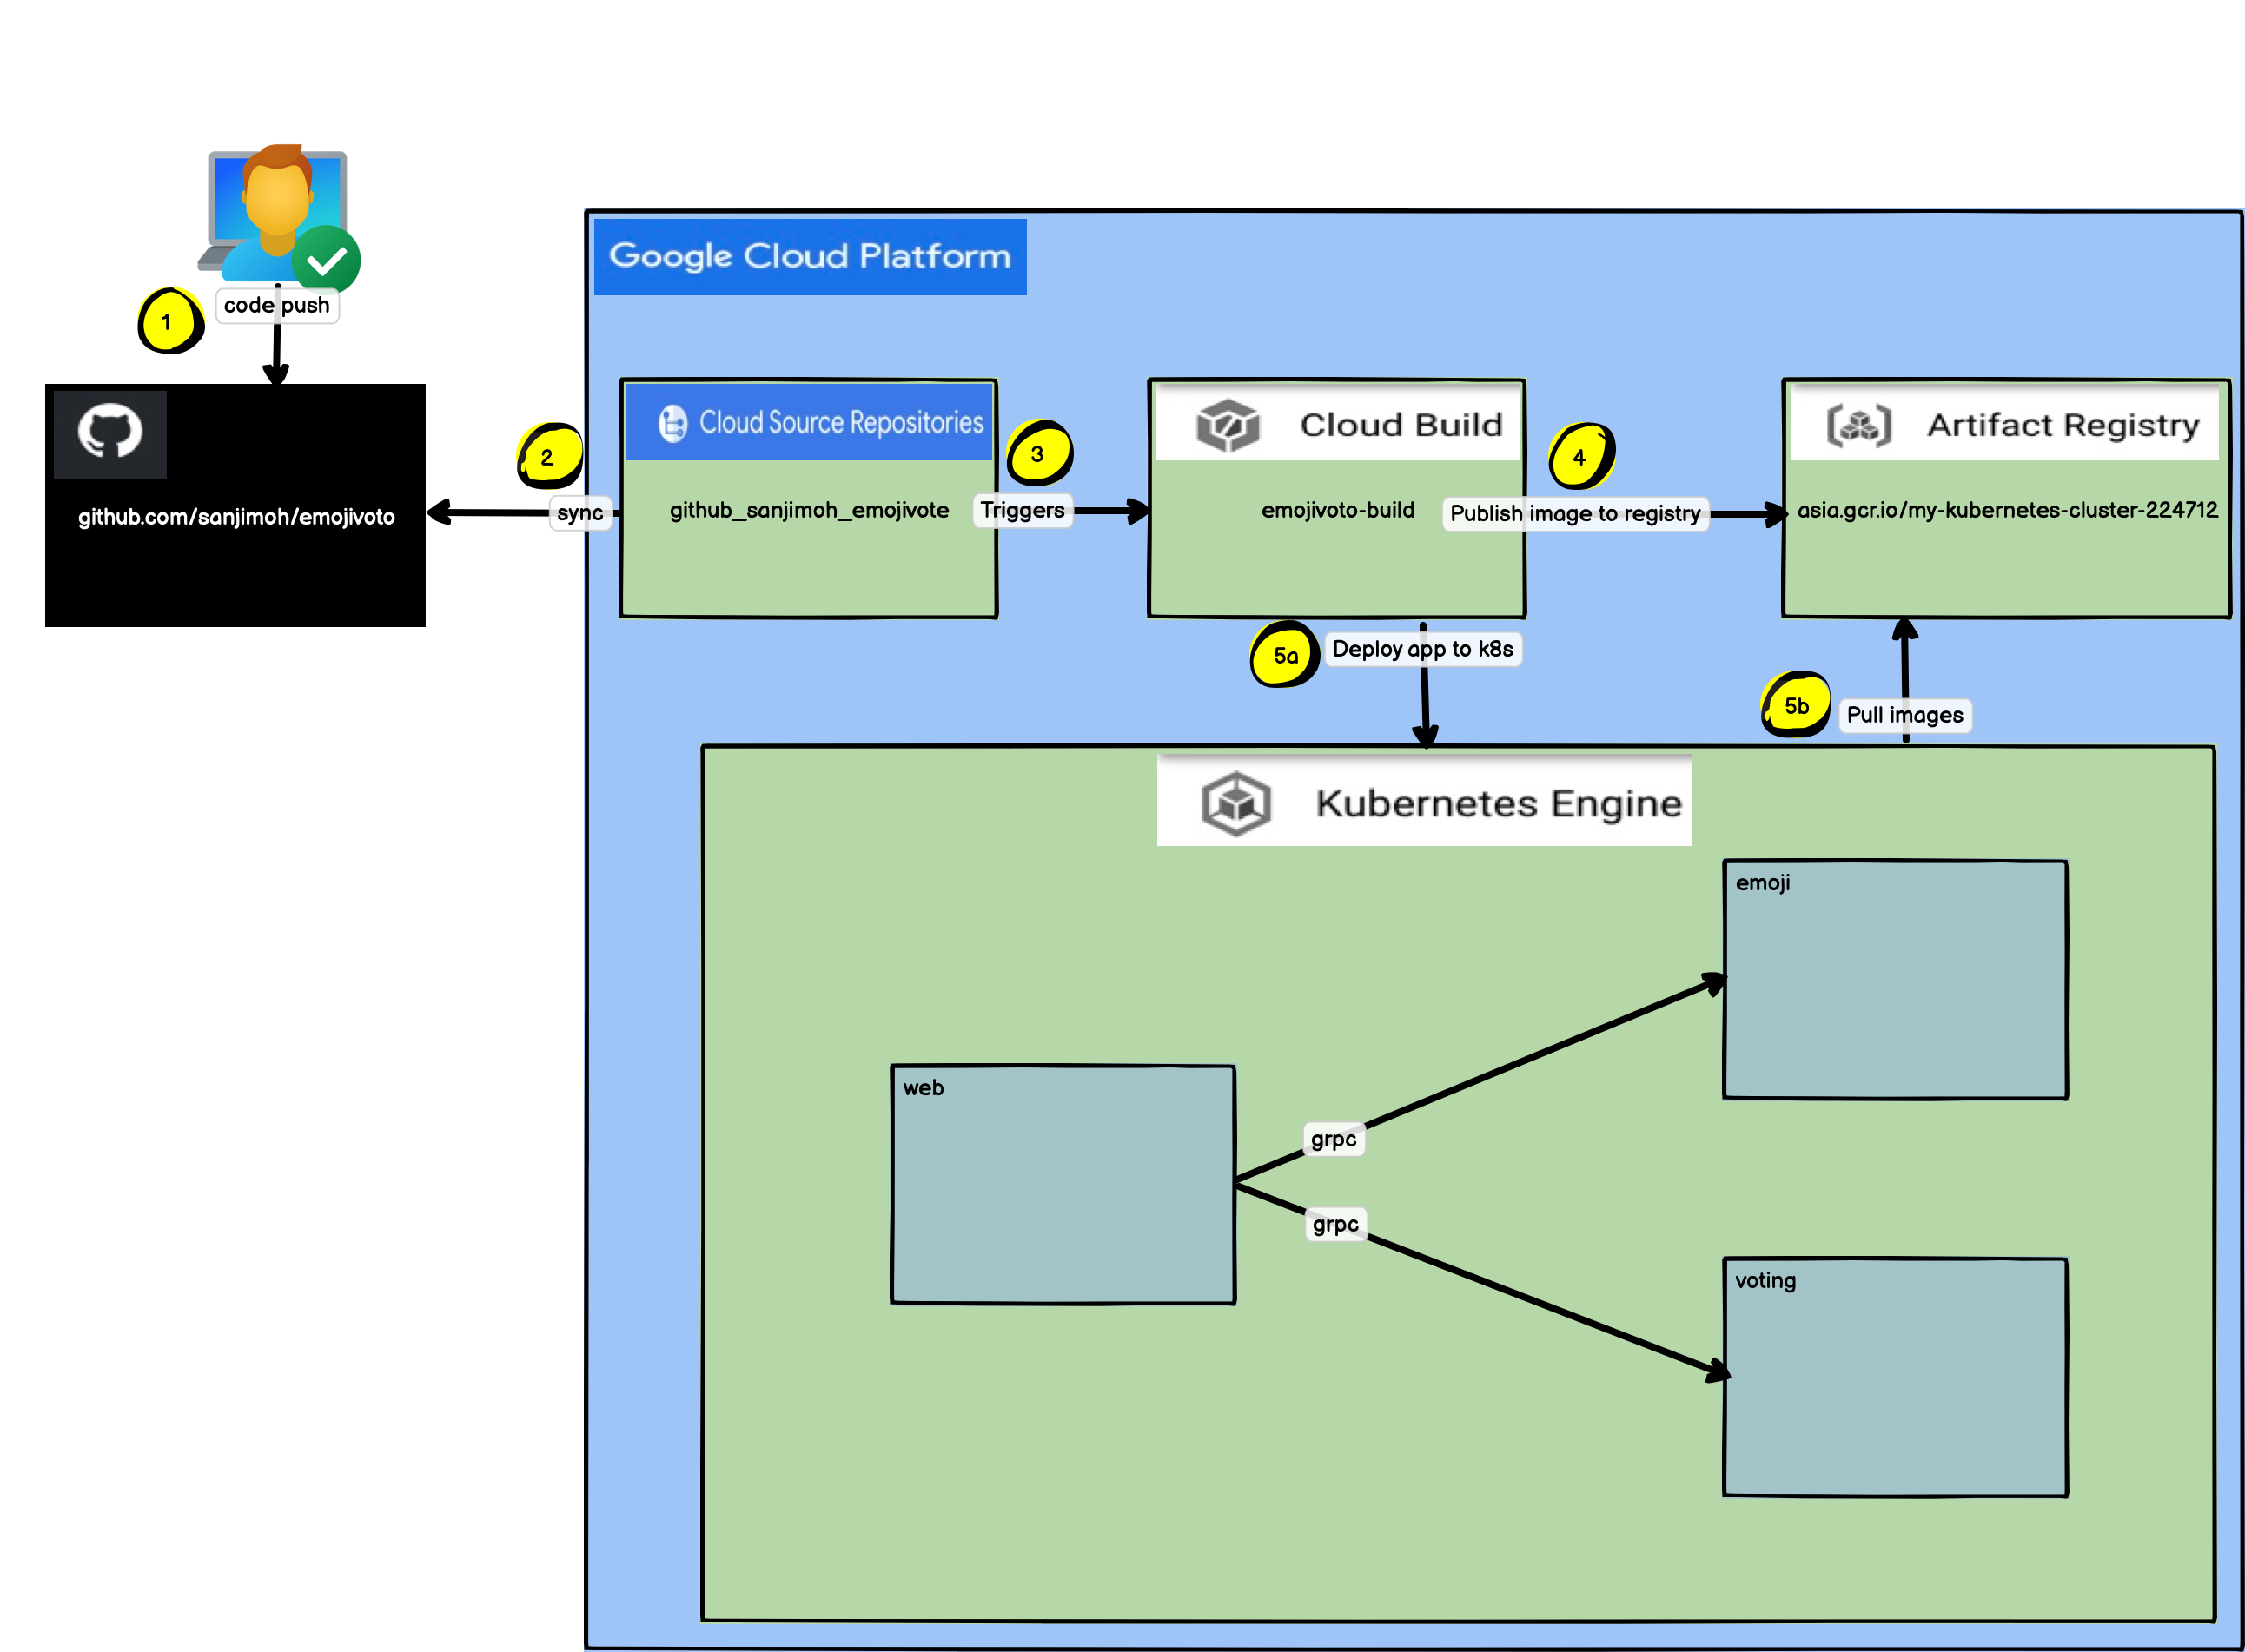 Google Cloud Platform
1
code push
github.com/sanjimoh/emojivoto
2
sync
Cloud Source Repositories
github_sanjimoh_emojivote
3
Triggers
Cloud Build
emojivoto-build
4
Publish image to registry
Artifact Registry
asia.gcr.io/my-kubernetes-cluster-224712
5a
Deploy app to k8s
5b
Pull images
Kubernetes Engine
emoji
web
grpc
grpc
voting